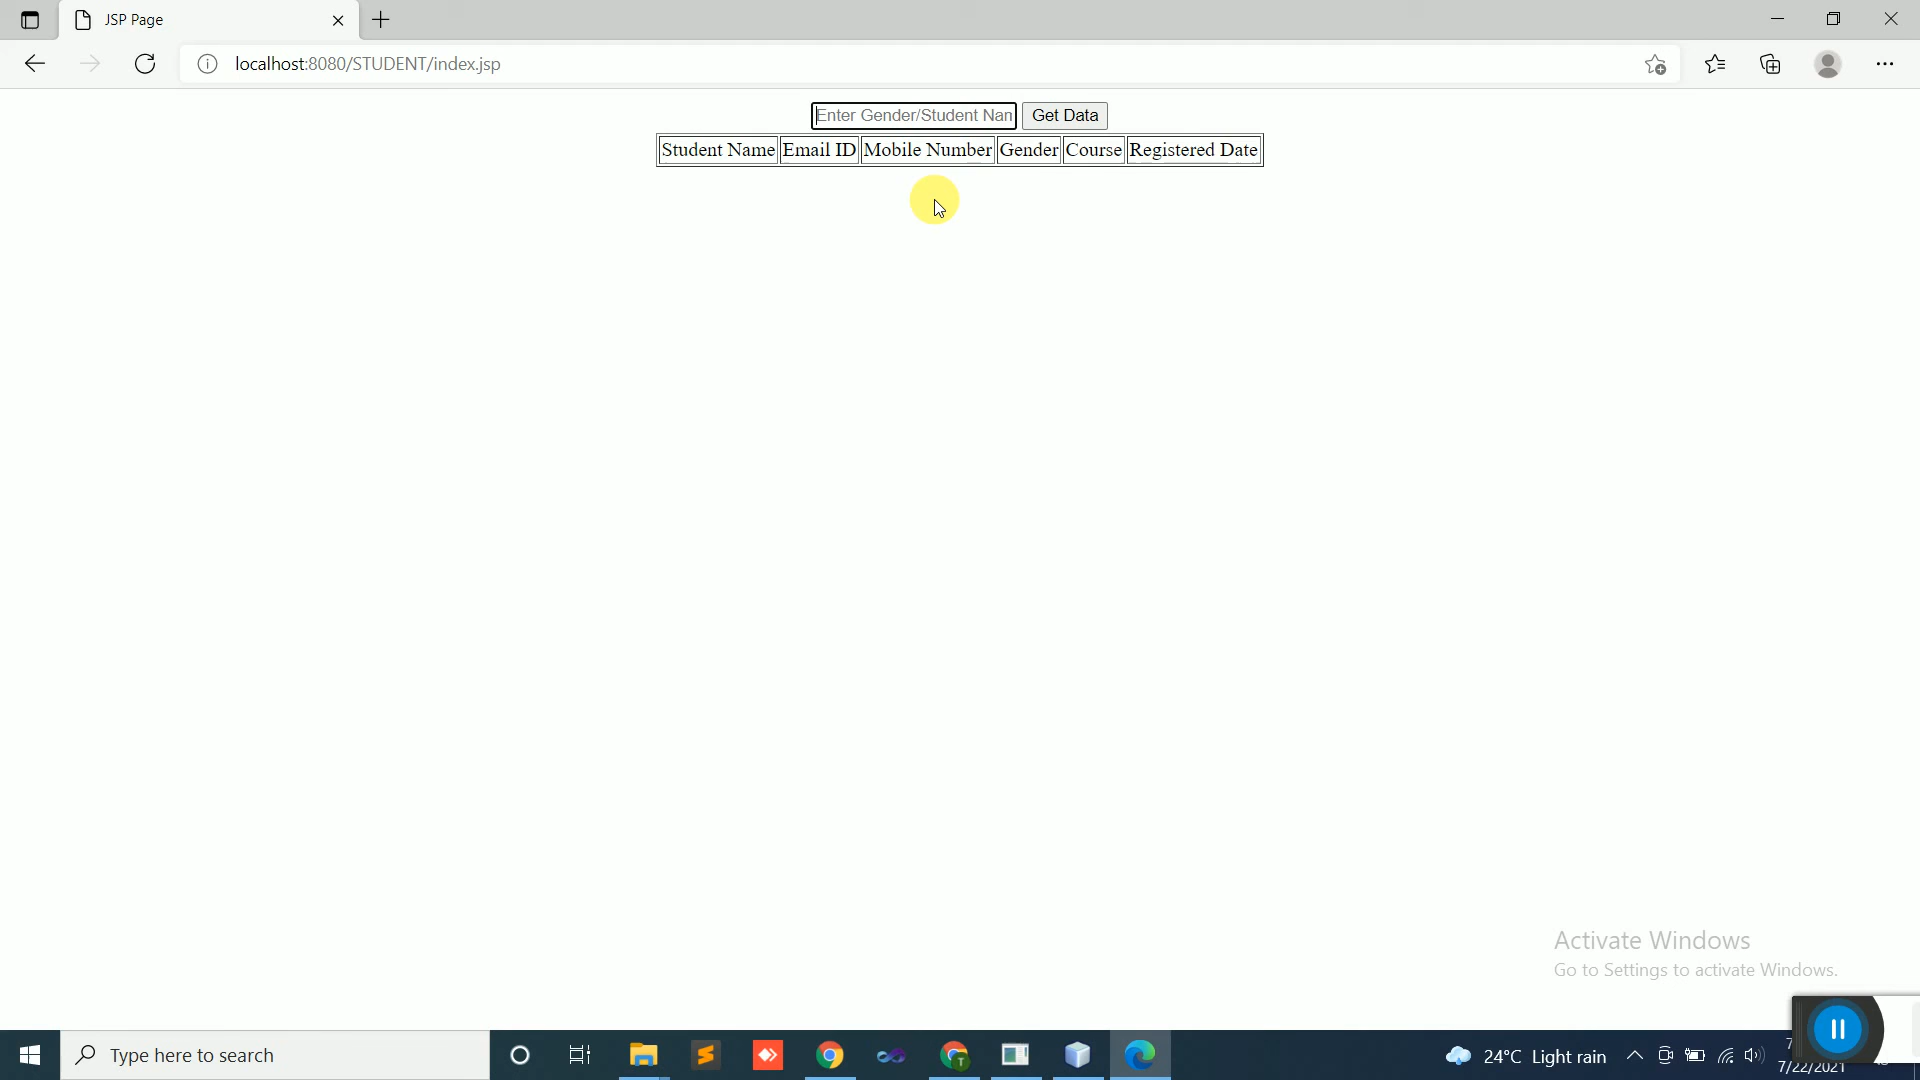 JSP Page
localhost:8080/STUDENT/index.jsp
Enter Gender/Student Nan Get Data
Student Name Email ID Mobile Number Gender Course Registered Date
Activate Windows
Go to Settings to activate Windows.
Type here to search
24°C Light rain
7/22/2021